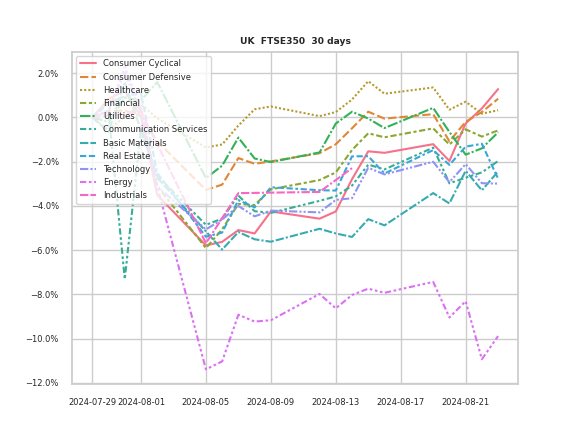 UK  FTSE350  30 days
Consumer Cyclical
Consumer Defensive
Healthcare
Financial
Utilities
Communication Services
Basic Materials
Real Estate
Technology
Energy
Industrials
2.0%
0.0%
−2.0%
−4.0%
−6.0%
−8.0%
−10.0%
−12.0%
2024-07-29 2024-08-01 2024-08-05 2024-08-09 2024-08-13 2024-08-17 2024-08-21